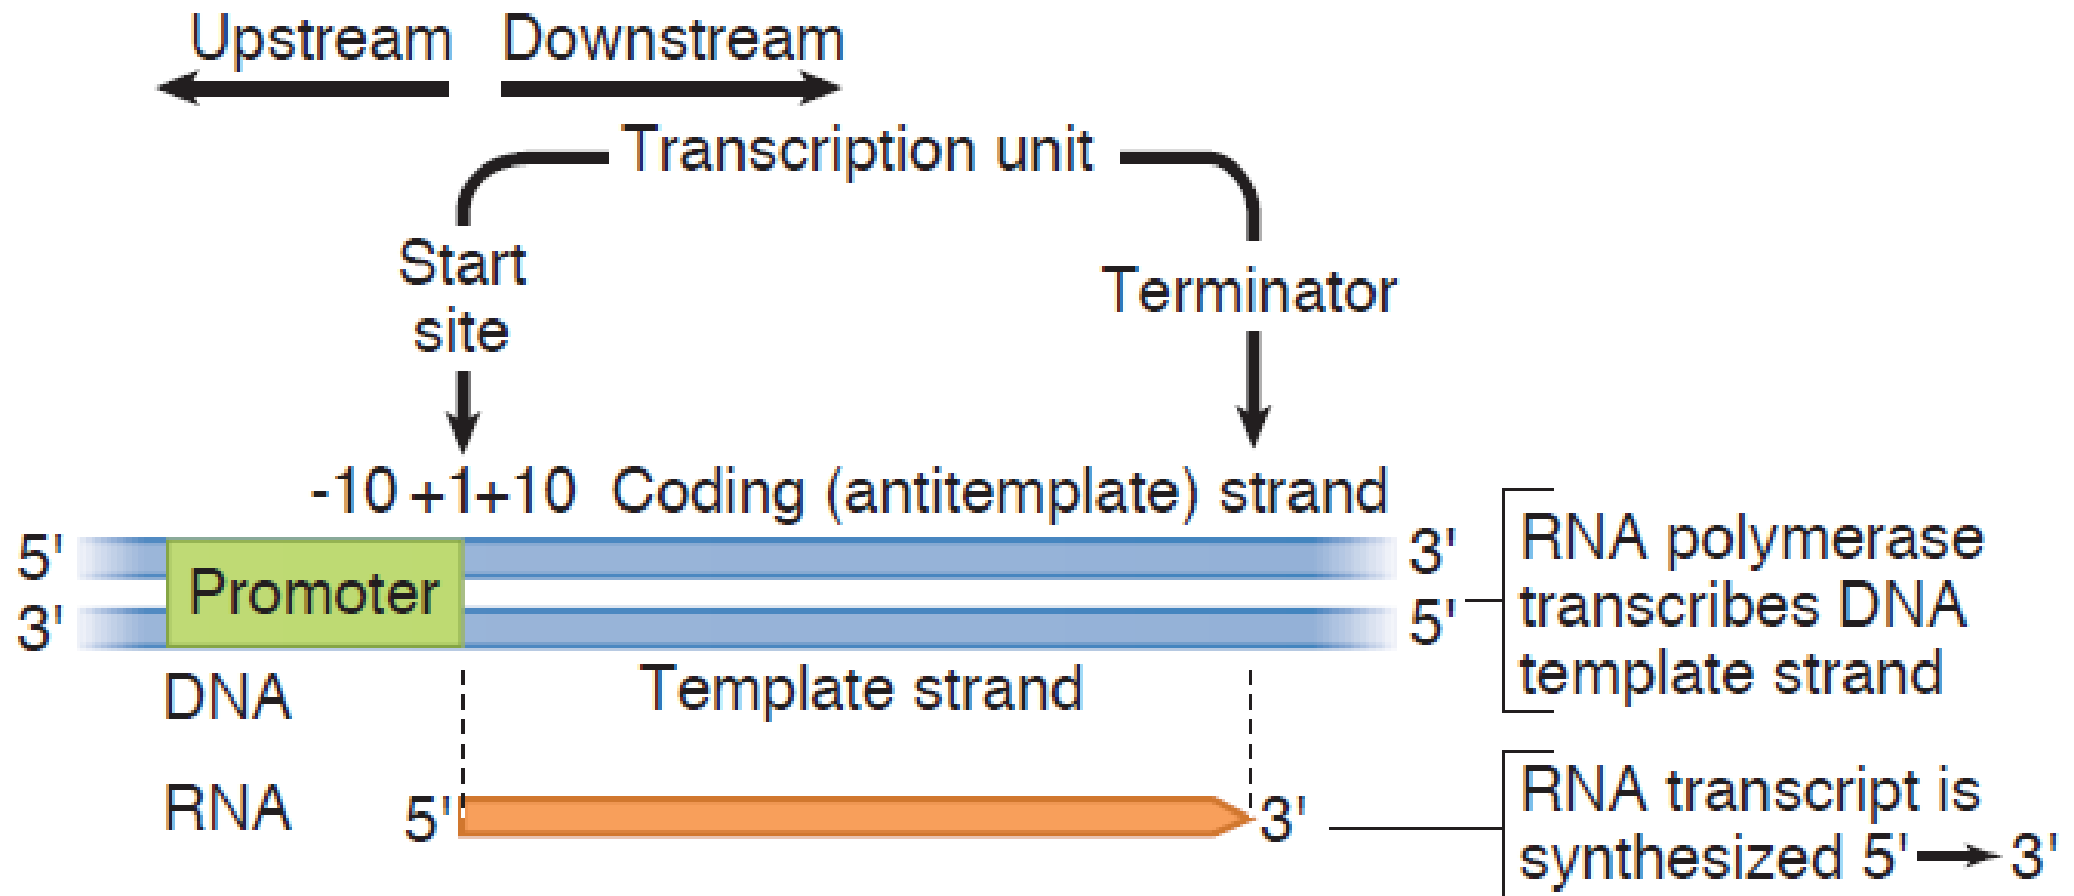 Upstream Downstream
Transcription unit
Start
site
Terminator
-10 +1+10 Coding (antitemplate) strand
5' 3'
Promoter
3' 5'
RNA polymerase
transcribes DNA
template strand
DNA
Template strand
RNA 5' 3'
RNA transcript is
synthesized 5' → 3'